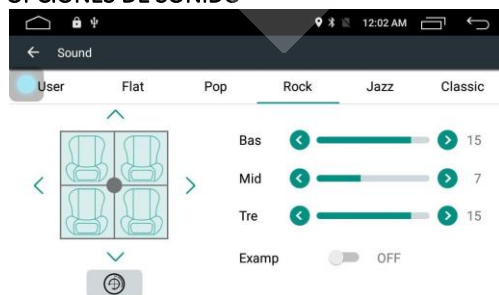 OPCIONES DE SONIDO
12:02 AM
Sound
User Flat Pop Rock Jazz Classic
Bas 15
Mid 7
Tre 15
Examp OFF